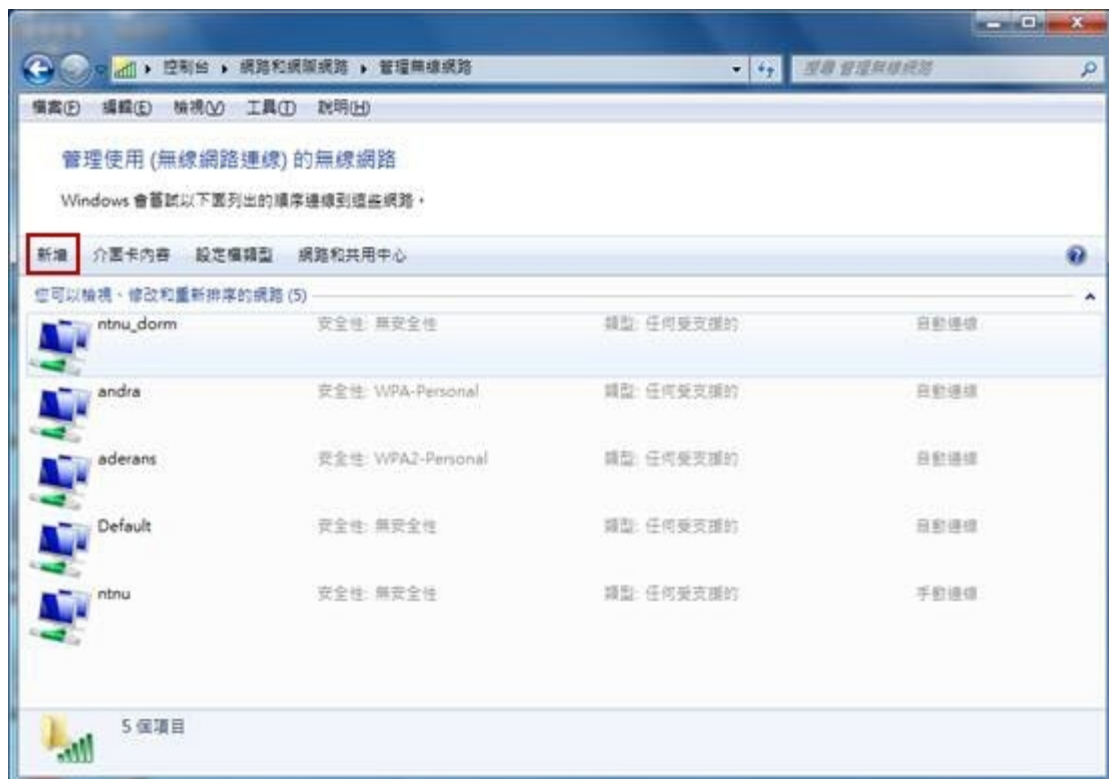 控制台 ▸ 網路和網際網路 ▸ 管理無線網路 搜尋 管理無線網路
檔案(F) 編輯(E) 檢視(V) 工具(T) 說明(H)
管理使用 (無線網路連線) 的無線網路
Windows 會嘗試以下面列出的順序連線到這些網路。
新增 介面卡內容 設定檔類型 網路和共用中心
您可以檢視、修改和重新排序的網路 (5)
ntnu_dorm 安全性: 無安全性 類型: 任何受支援的 自動連線
andra 安全性: WPA-Personal 類型: 任何受支援的 自動連線
aderans 安全性: WPA2-Personal 類型: 任何受支援的 自動連線
Default 安全性: 無安全性 類型: 任何受支援的 自動連線
ntnu 安全性: 無安全性 類型: 任何受支援的 手動連線
5 個項目